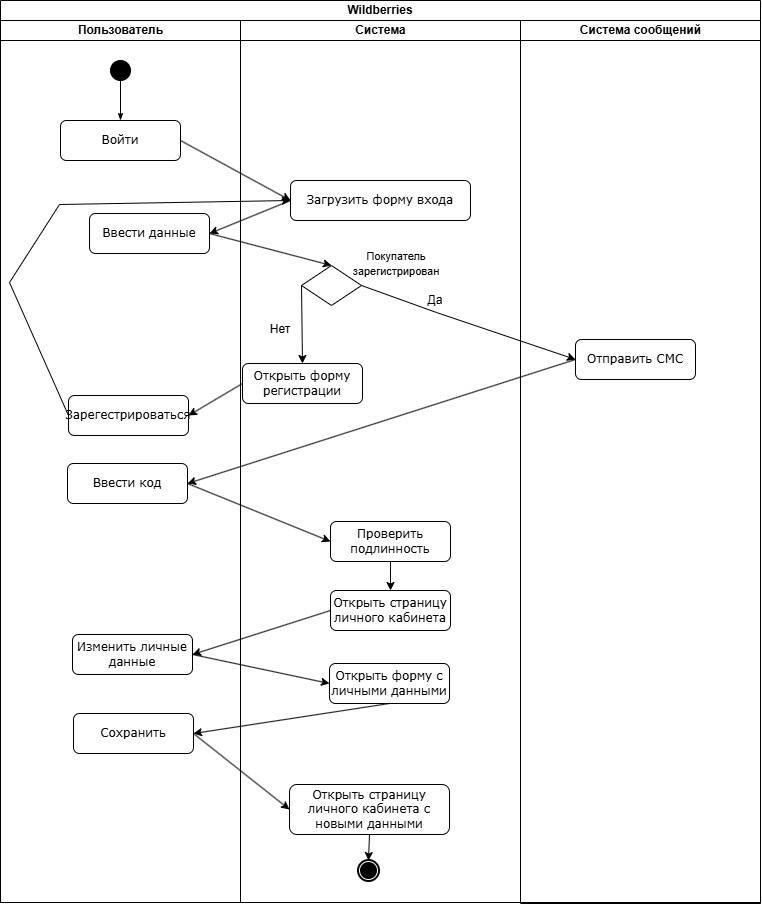 Wildberries
Пользователь
Система
Система сообщений
Войти
Загрузить форму входа
Ввести данные
Покупатель
зарегистрирован
Да
Нет
Отправить СМС
Открыть форму
регистрации
Зарегестрироваться
Ввести код
Проверить
подлинность
Открыть страницу
личного кабинета
Изменить личные
данные
Открыть форму с
личными данными
Сохранить
Открыть страницу
личного кабинета с
новыми данными